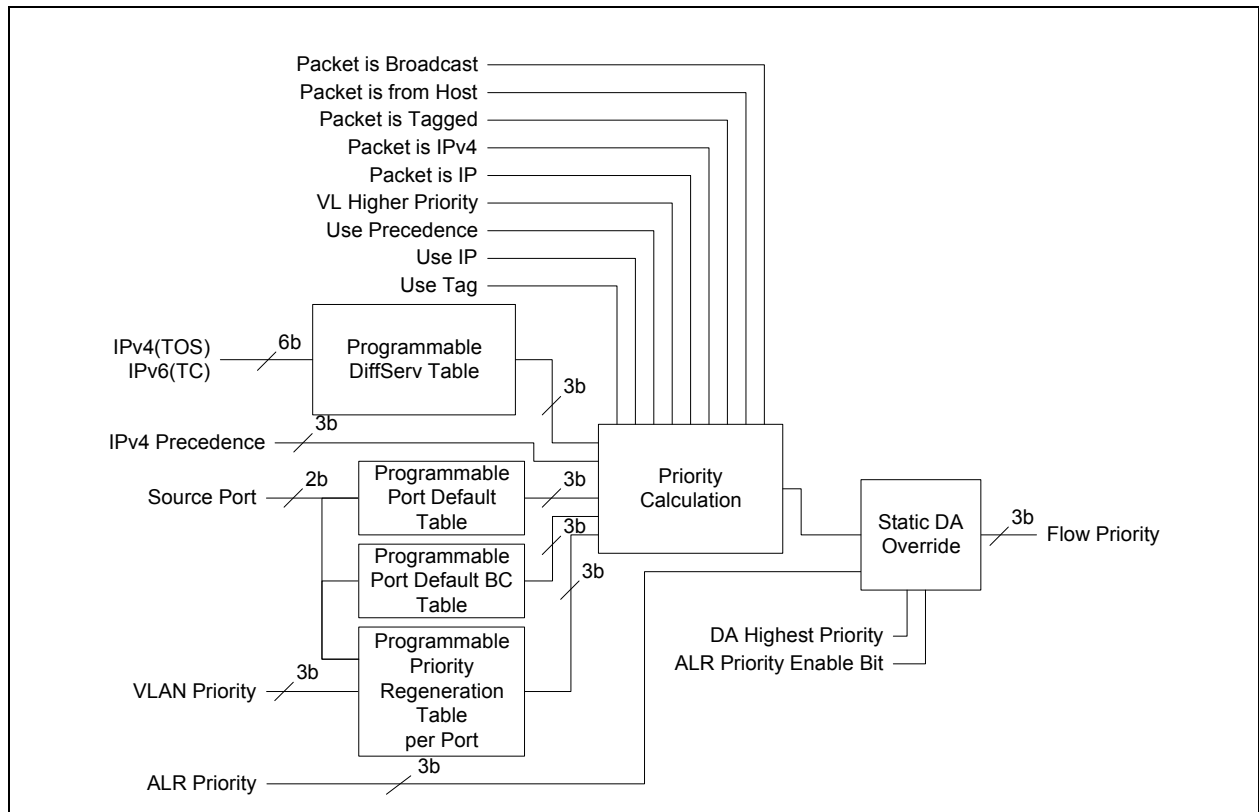 Packet is Broadcast
Packet is from Host
Packet is Tagged
Packet is IPv4
Packet is IP
VL Higher Priority
Use Precedence
Use IP
Use Tag
IPv4(TOS)
IPv6(TC)
6b
Programmable
DiffServ Table
3b
IPv4 Precedence
3b
Source Port
2b
Programmable
Port Default
Table
3b
Programmable
Port Default BC
Table
3b
VLAN Priority
3b
Programmable
Priority
Regeneration
Table
per Port
3b
ALR Priority
3b
Priority
Calculation
Static DA
Override
3b
Flow Priority
DA Highest Priority
ALR Priority Enable Bit